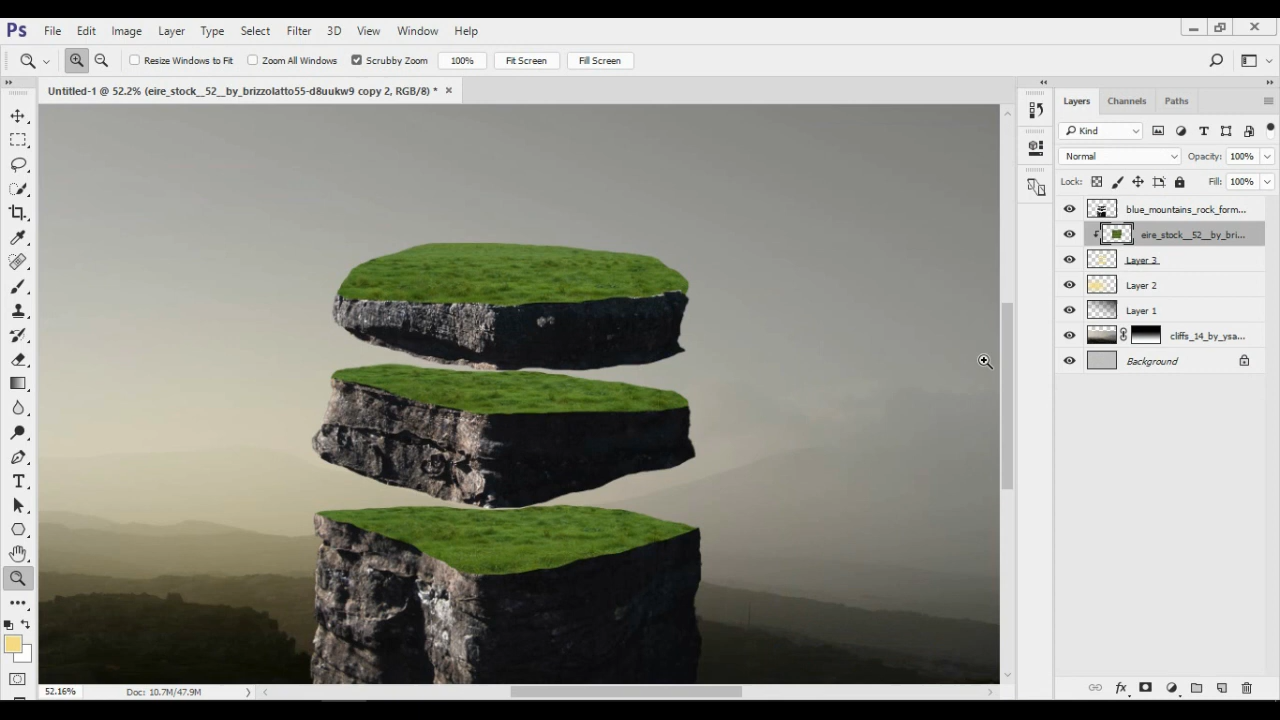 Ps File Edit Image Layer Type Select Filter 3D View Window Help
Resize Windows to Fit Zoom All Windows Scrubby Zoom 100% Fit Screen Fill Screen
Untitled-1 @ 52.2% (eire_stock__52__by_brizzolatto55-d8uukw9 copy 2, RGB/8) *
Layers Channels Paths
Kind
Normal Opacity: 100%
Lock: Fill: 100%
blue_mountains_rock_form...
eire_stock__52__by_bri...
Layer 3
Layer 2
Layer 1
cliffs_14_by_ysa...
Background
52.16% Doc: 10.7M/47.9M